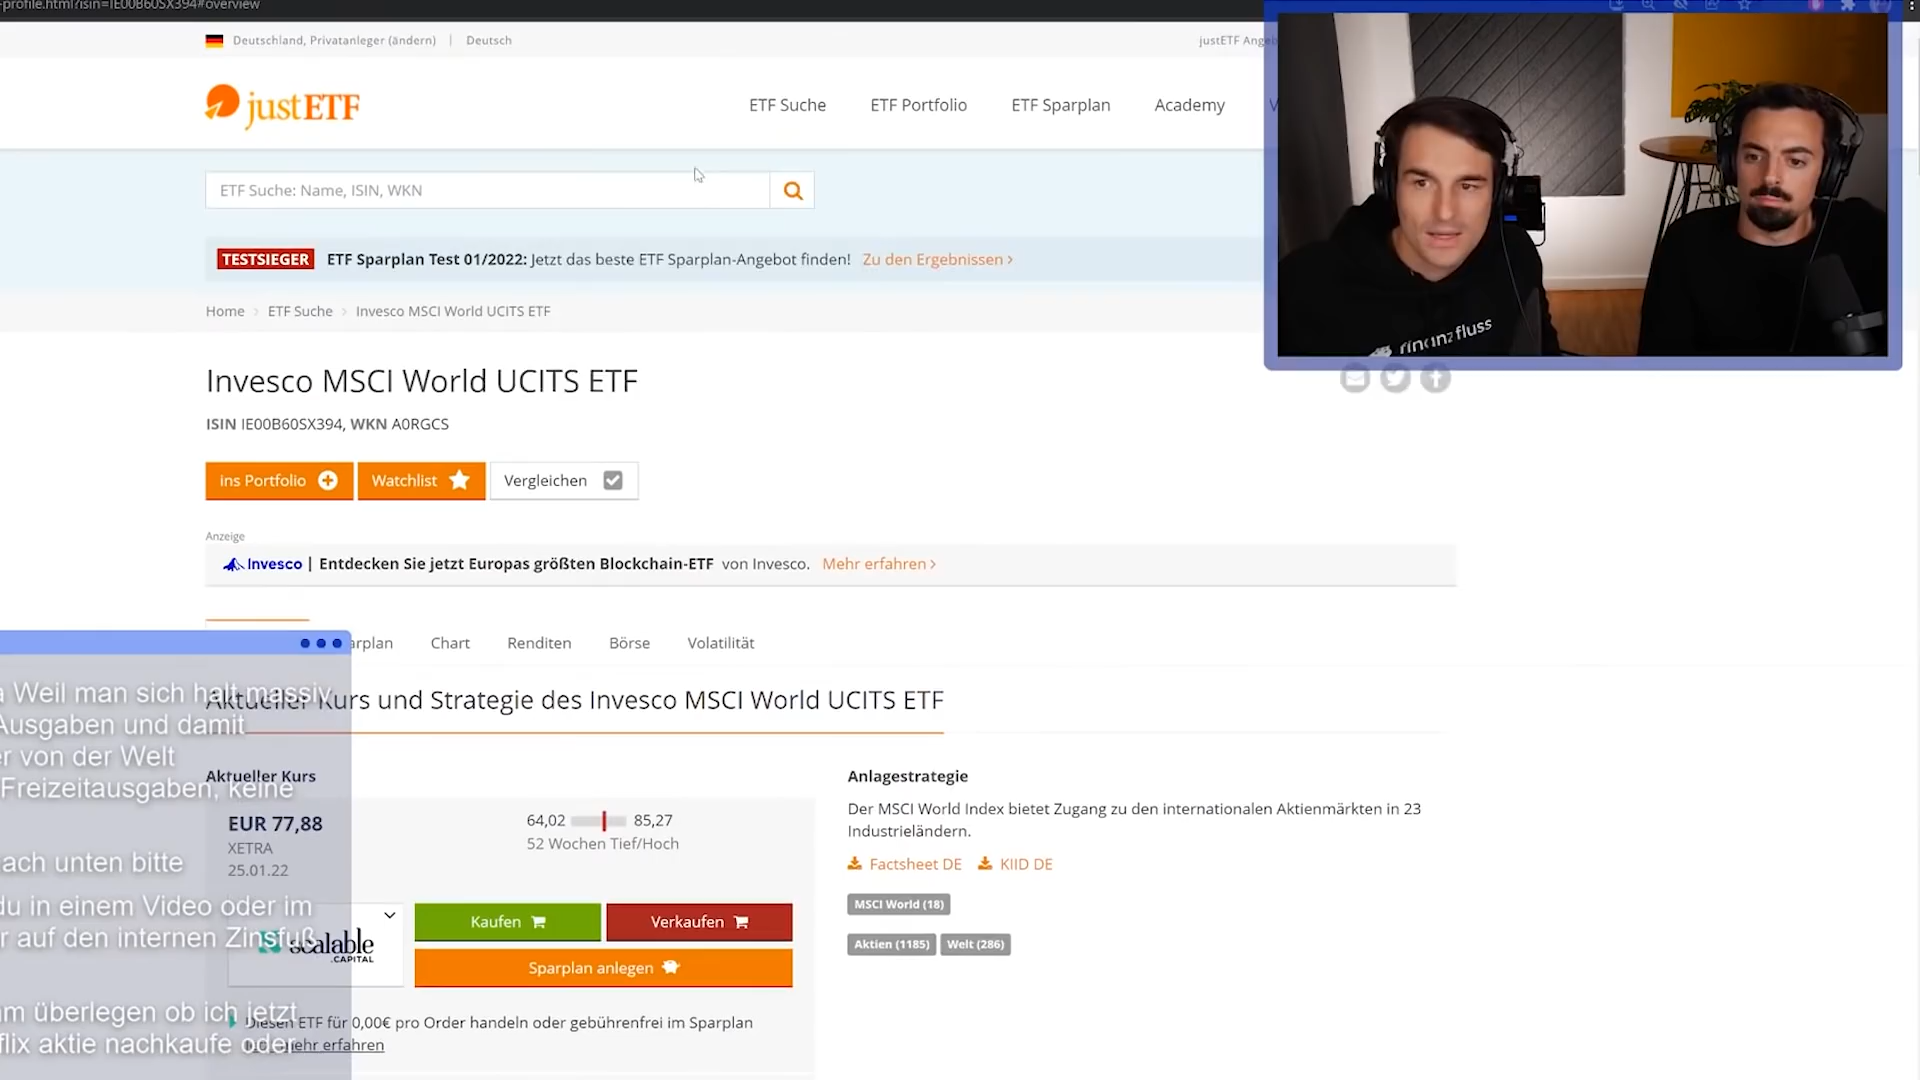 -profile.html?isin=IE00B60SX394#overview
Deutschland, Privatanleger (ändern) | Deutsch
justETF Ange
justETF
ETF Suche
ETF Portfolio
ETF Sparplan
Academy
V
ETF Suche: Name, ISIN, WKN
TESTSIEGER ETF Sparplan Test 01/2022: Jetzt das beste ETF Sparplan-Angebot finden! Zu den Ergebnissen >
Home > ETF Suche > Invesco MSCI World UCITS ETF
finanzfluss
Invesco MSCI World UCITS ETF
ISIN IE00B60SX394, WKN A0RGCS
ins Portfolio
Watchlist
Vergleichen
Anzeige
Invesco | Entdecken Sie jetzt Europas größten Blockchain-ETF von Invesco. Mehr erfahren >
arplan
Chart
Renditen
Börse
Volatilität
Aktueller Kurs und Strategie des Invesco MSCI World UCITS ETF
a Weil man sich halt massiv
Ausgaben und damit
er von der Welt
Freizeitausgaben, keine
ach unten bitte
du in einem Video oder im
r auf den internen Zinsfuß
m überlegen ob ich jetzt
flix aktie nachkaufe oder
Aktueller Kurs
EUR 77,88
XETRA
25.01.22
64,02
85,27
52 Wochen Tief/Hoch
scalable
.CAPITAL
Kaufen
Verkaufen
Sparplan anlegen
Diesen ETF für 0,00€ pro Order handeln oder gebührenfrei im Sparplan
mehr erfahren
Anlagestrategie
Der MSCI World Index bietet Zugang zu den internationalen Aktienmärkten in 23
Industrieländern.
Factsheet DE
KIID DE
MSCI World (18)
Aktien (1185)
Welt (286)